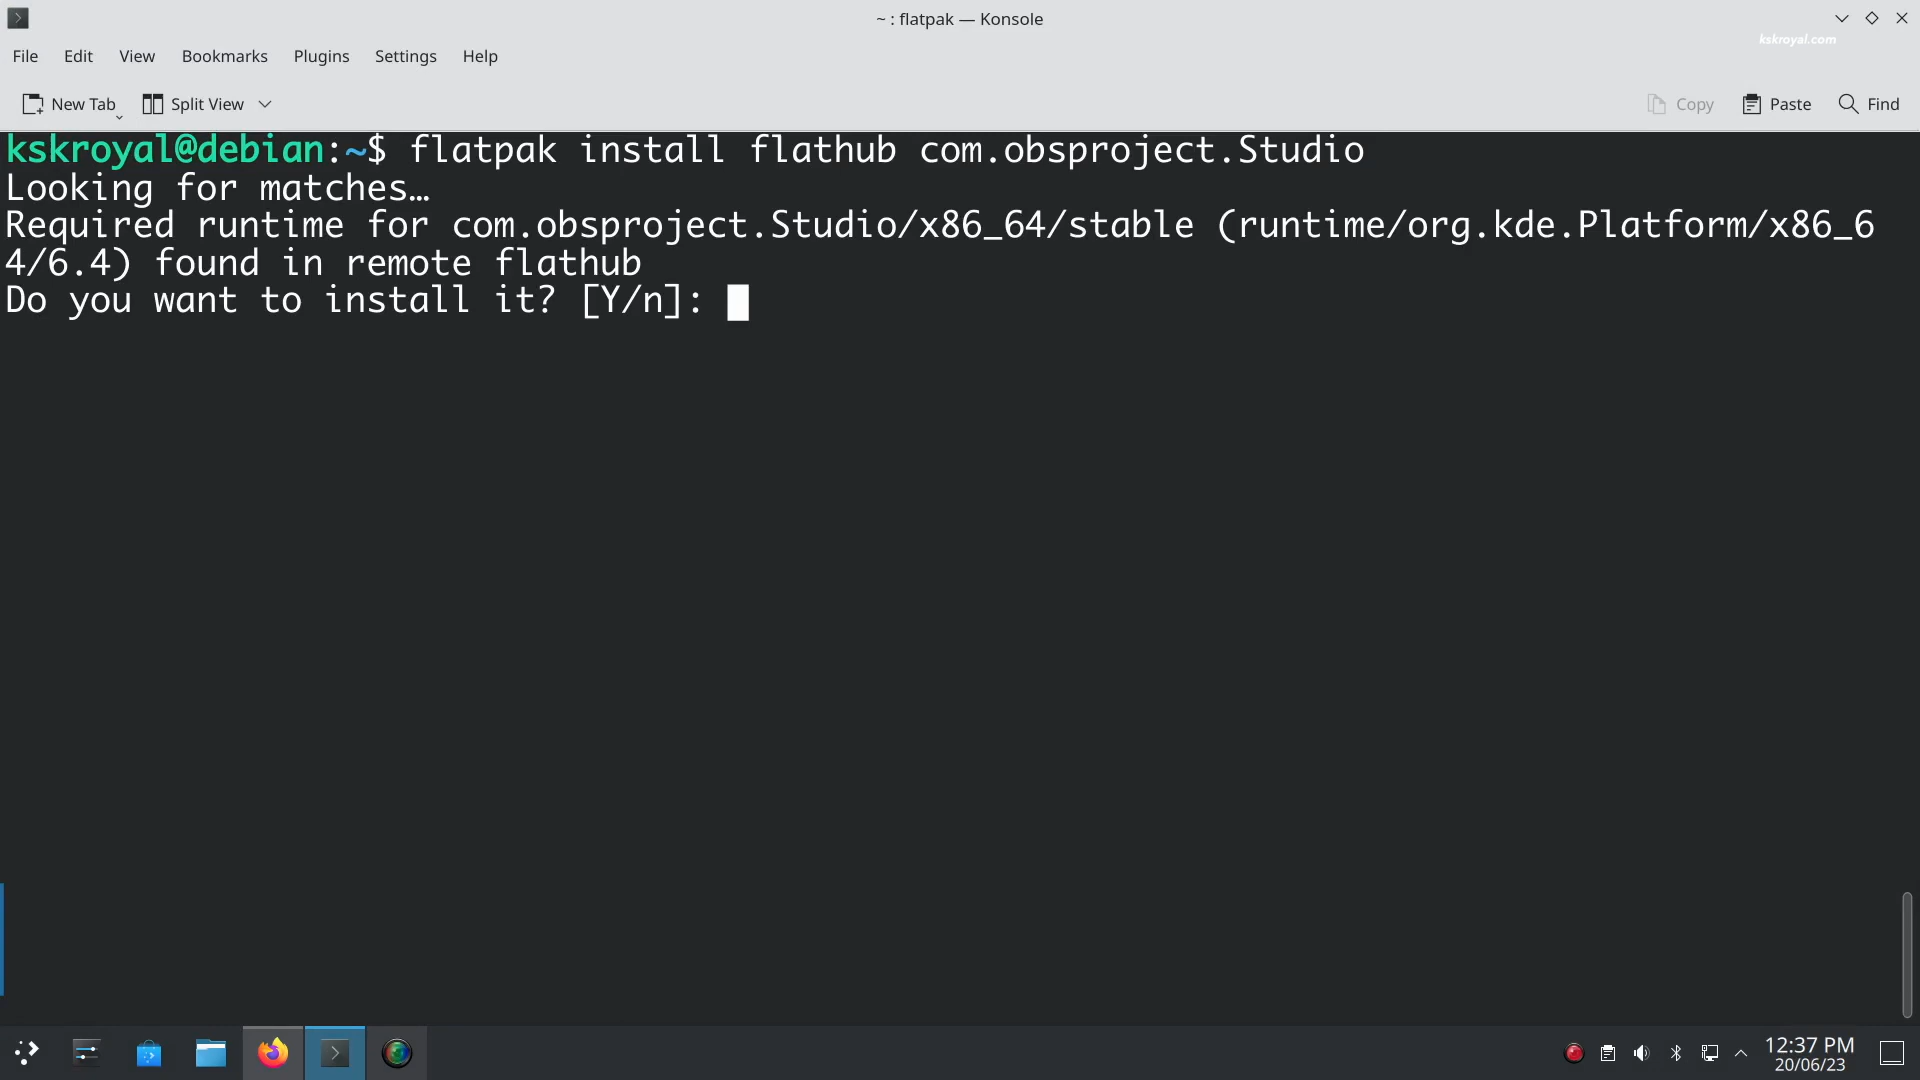 ~ : flatpak — Konsole
kskroyal.com
File Edit View Bookmarks Plugins Settings Help
New Tab Split View Copy Paste Find
kskroyal@debian:~$ flatpak install flathub com.obsproject.Studio
Looking for matches…
Required runtime for com.obsproject.Studio/x86_64/stable (runtime/org.kde.Platform/x86_6
4/6.4) found in remote flathub
Do you want to install it? [Y/n]:
12:37 PM
20/06/23